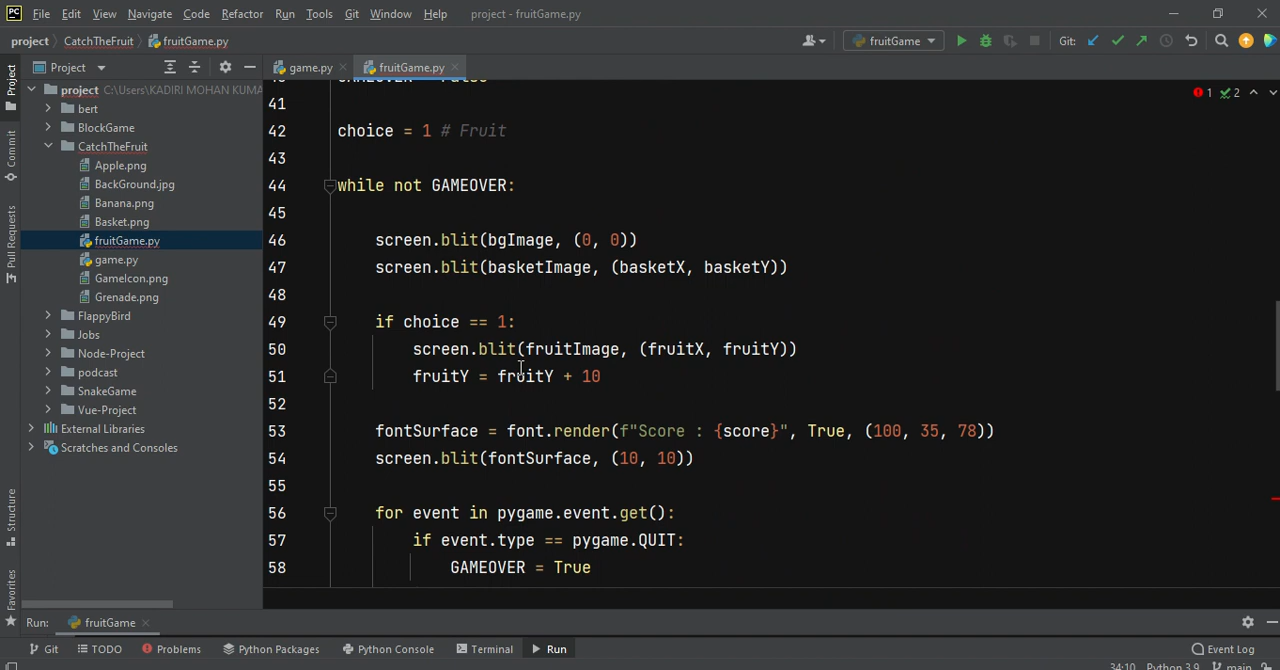 PC File Edit View Navigate Code Refactor Run Tools Git Window Help project - fruitGame.py
project CatchTheFruit fruitGame.py fruitGame Git:
Project game.py fruitGame.py
project C:\Users\KADIRI MOHAN KUMA
bert
BlockGame
CatchTheFruit
Apple.png
BackGround.jpg
Banana.png
Basket.png
fruitGame.py
game.py
GameIcon.png
Grenade.png
FlappyBird
Jobs
Node-Project
podcast
SnakeGame
Vue-Project
External Libraries
Scratches and Consoles
Project
Commit
Pull Requests
Structure
Favorites
1 2
41
42 choice = 1 # Fruit
43
44 while not GAMEOVER:
45
46 screen.blit(bgImage, (0, 0))
47 screen.blit(basketImage, (basketX, basketY))
48
49 if choice == 1:
50 screen.blit(fruitImage, (fruitX, fruitY))
51 fruitY = fruitY + 10
52
53 fontSurface = font.render(f"Score : {score}", True, (100, 35, 78))
54 screen.blit(fontSurface, (10, 10))
55
56 for event in pygame.event.get():
57 if event.type == pygame.QUIT:
58 GAMEOVER = True
Run: fruitGame
Git TODO Problems Python Packages Python Console Terminal Run Event Log
34:10 Python 3.9 main